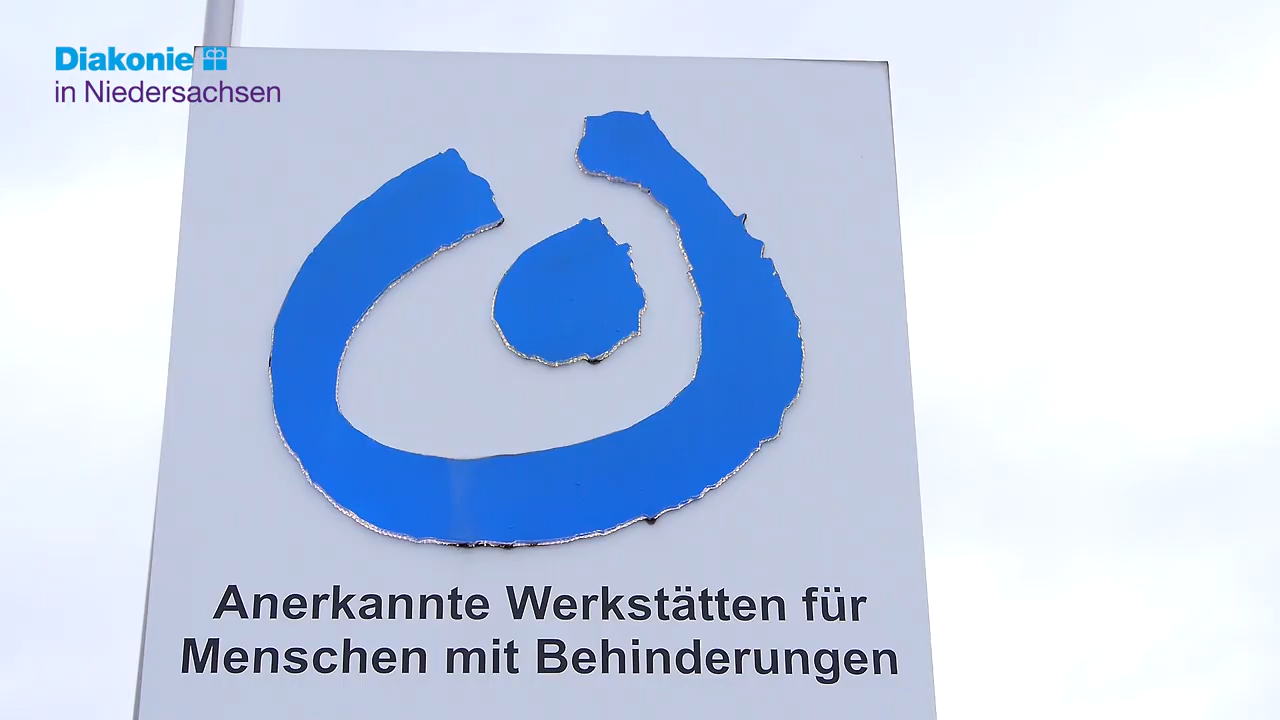 Diakonie
in Niedersachsen
Anerkannte Werkstätten für
Menschen mit Behinderungen